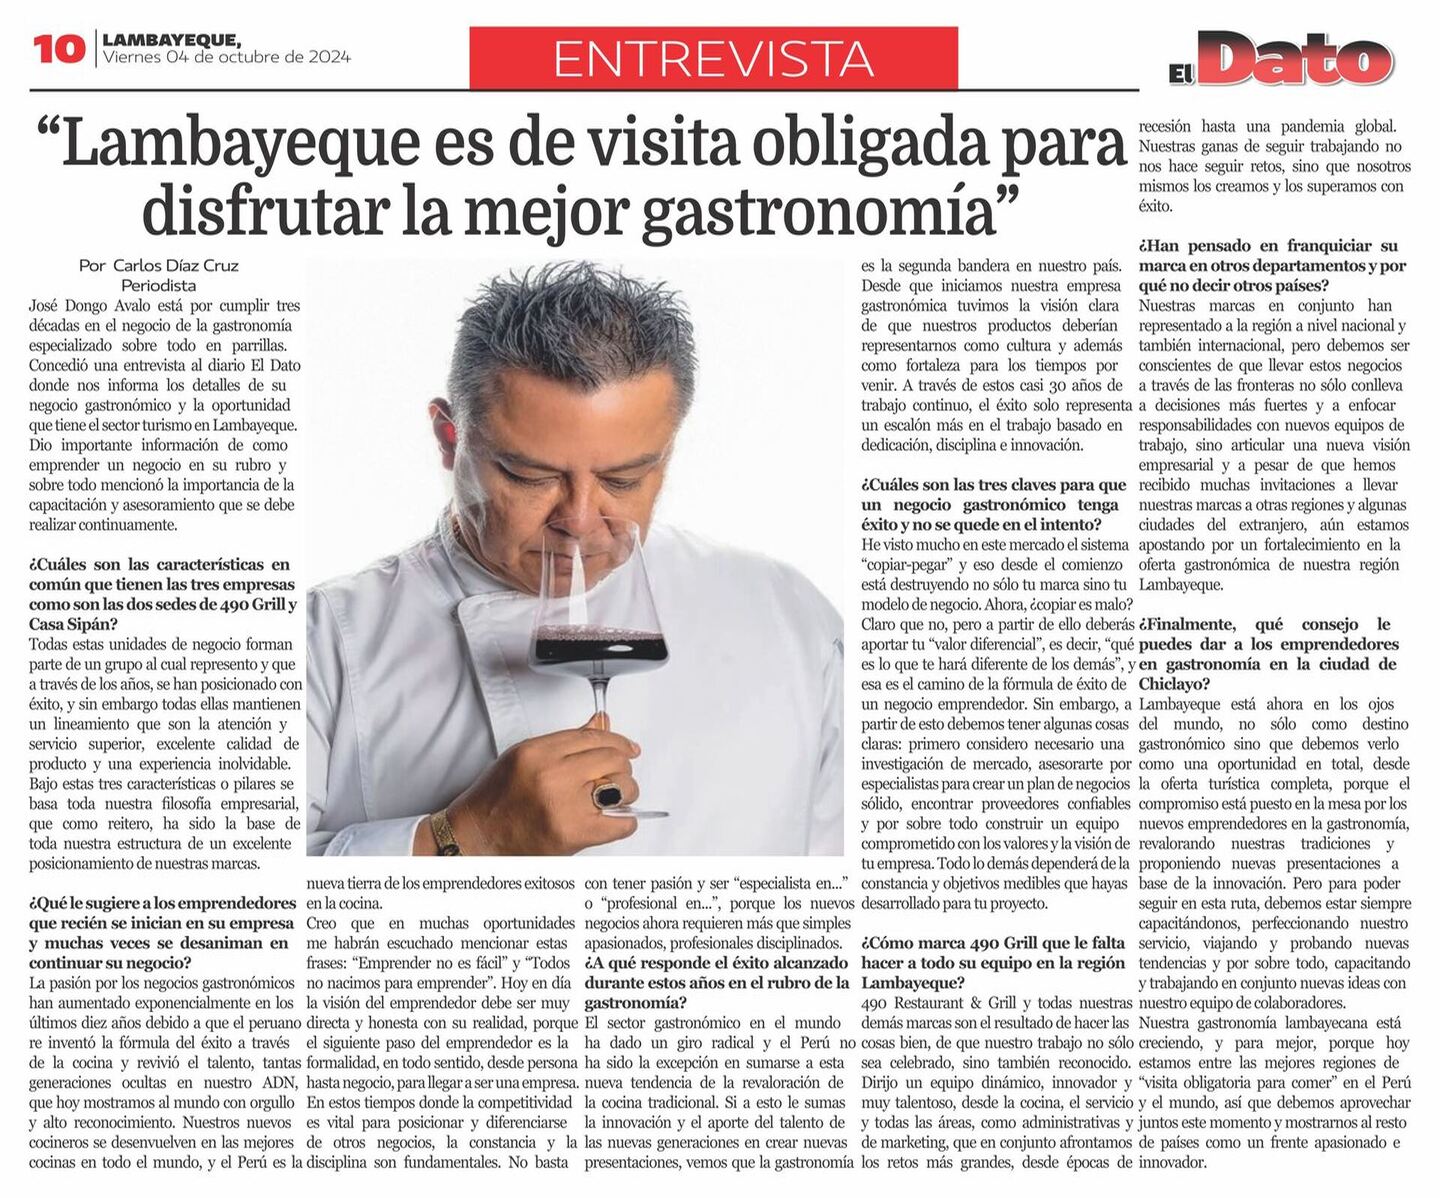 10
LAMBAYEQUE,
Viernes 04 de octubre de 2024
ENTREVISTA
El Dato
“Lambayeque es de visita obligada para
disfrutar la mejor gastronomía”
Por Carlos Díaz Cruz
Periodista
José Dongo Avalo está por cumplir tres
décadas en el negocio de la gastronomía
especializado sobre todo en parrillas.
Concedió una entrevista al diario El Dato
donde nos informa los detalles de su
negocio gastronómico y la oportunidad
que tiene el sector turismo en Lambayeque.
Dio importante información de como
emprender un negocio en su rubro y
sobre todo mencionó la importancia de la
capacitación y asesoramiento que se debe
realizar continuamente.
¿Cuáles son las características en
común que tienen las tres empresas
como son las dos sedes de 490 Grill y
Casa Sipán?
Todas estas unidades de negocio forman
parte de un grupo al cual represento y que
a través de los años, se han posicionado con
éxito, y sin embargo todas ellas mantienen
un lineamiento que son la atención y
servicio superior, excelente calidad de
producto y una experiencia inolvidable.
Bajo estas tres características o pilares se
basa toda nuestra filosofía empresarial,
que como reitero, ha sido la base de
toda nuestra estructura de un excelente
posicionamiento de nuestras marcas.
¿Qué le sugiere a los emprendedores
que recién se inician en su empresa
y muchas veces se desaniman en
continuar su negocio?
La pasión por los negocios gastronómicos
han aumentado exponencialmente en los
últimos diez años debido a que el peruano
re inventó la fórmula del éxito a través
de la cocina y revivió el talento, tantas
generaciones ocultas en nuestro ADN,
que hoy mostramos al mundo con orgullo
y alto reconocimiento. Nuestros nuevos
cocineros se desenvuelven en las mejores
cocinas en todo el mundo, y el Perú es la
nueva tierra de los emprendedores exitosos
en la cocina.
Creo que en muchas oportunidades
me habrán escuchado mencionar estas
frases: “Emprender no es fácil” y “Todos
no nacimos para emprender”. Hoy en día
la visión del emprendedor debe ser muy
directa y honesta con su realidad, porque
el siguiente paso del emprendedor es la
formalidad, en todo sentido, desde persona
hasta negocio, para llegar a ser una empresa.
En estos tiempos donde la competitividad
es vital para posicionar y diferenciarse
de otros negocios, la constancia y la
disciplina son fundamentales. No basta
con tener pasión y ser “especialista en...”
o “profesional en...”, porque los nuevos
negocios ahora requieren más que simples
apasionados, profesionales disciplinados.
¿A qué responde el éxito alcanzado
durante estos años en el rubro de la
gastronomía?
El sector gastronómico en el mundo
ha dado un giro radical y el Perú no
ha sido la excepción en sumarse a esta
nueva tendencia de la revaloración de
la cocina tradicional. Si a esto le sumas
la innovación y el aporte del talento de
las nuevas generaciones en crear nuevas
presentaciones, vemos que la gastronomía
es la segunda bandera en nuestro país.
Desde que iniciamos nuestra empresa
gastronómica tuvimos la visión clara
de que nuestros productos deberían
representarnos como cultura y además
como fortaleza para los tiempos por
venir. A través de estos casi 30 años de
trabajo continuo, el éxito solo representa
un escalón más en el trabajo basado en
dedicación, disciplina e innovación.
¿Cuáles son las tres claves para que
un negocio gastronómico tenga
éxito y no se quede en el intento?
He visto mucho en este mercado el sistema
“copiar-pegar” y eso desde el comienzo
está destruyendo no sólo tu marca sino tu
modelo de negocio. Ahora, ¿copiar es malo?
Claro que no, pero a partir de ello deberás
aportar tu “valor diferencial”, es decir, “qué
es lo que te hará diferente de los demás”, y
esa es el camino de la fórmula de éxito de
un negocio emprendedor. Sin embargo, a
partir de esto debemos tener algunas cosas
claras: primero considero necesario una
investigación de mercado, asesorarte por
especialistas para crear un plan de negocios
sólido, encontrar proveedores confiables
y por sobre todo construir un equipo
comprometido con los valores y la visión de
tu empresa. Todo lo demás dependerá de la
constancia y objetivos medibles que hayas
desarrollado para tu proyecto.
¿Cómo marca 490 Grill que le falta
hacer a todo su equipo en la región
Lambayeque?
490 Restaurant & Grill y todas nuestras
demás marcas son el resultado de hacer las
cosas bien, de que nuestro trabajo no sólo
sea celebrado, sino también reconocido.
Dirijo un equipo dinámico, innovador y
muy talentoso, desde la cocina, el servicio
y todas las áreas, como administrativas y
de marketing, que en conjunto afrontamos
los retos más grandes, desde épocas de
recesión hasta una pandemia global.
Nuestras ganas de seguir trabajando no
nos hace seguir retos, sino que nosotros
mismos los creamos y los superamos con
éxito.
¿Han pensado en franquiciar su
marca en otros departamentos y por
qué no decir otros países?
Nuestras marcas en conjunto han
representado a la región a nivel nacional y
también internacional, pero debemos ser
conscientes de que llevar estos negocios
a través de las fronteras no sólo conlleva
a decisiones más fuertes y a enfocar
responsabilidades con nuevos equipos de
trabajo, sino articular una nueva visión
empresarial y a pesar de que hemos
recibido muchas invitaciones a llevar
nuestras marcas a otras regiones y algunas
ciudades del extranjero, aún estamos
apostando por un fortalecimiento en la
oferta gastronómica de nuestra región
Lambayeque.
¿Finalmente, qué consejo le
puedes dar a los emprendedores
en gastronomía en la ciudad de
Chiclayo?
Lambayeque está ahora en los ojos
del mundo, no sólo como destino
gastronómico sino que debemos verlo
como una oportunidad en total, desde
la oferta turística completa, porque el
compromiso está puesto en la mesa por los
nuevos emprendedores en la gastronomía,
revalorando nuestras tradiciones y
proponiendo nuevas presentaciones a
base de la innovación. Pero para poder
seguir en esta ruta, debemos estar siempre
capacitándonos, perfeccionando nuestro
servicio, viajando y probando nuevas
tendencias y por sobre todo, capacitando
y trabajando en conjunto nuevas ideas con
nuestro equipo de colaboradores.
Nuestra gastronomía lambayecana está
creciendo, y para mejor, porque hoy
estamos entre las mejores regiones de
“visita obligatoria para comer” en el Perú
y el mundo, así que debemos aprovechar
juntos este momento y mostrarnos al resto
de países como un frente apasionado e
innovador.